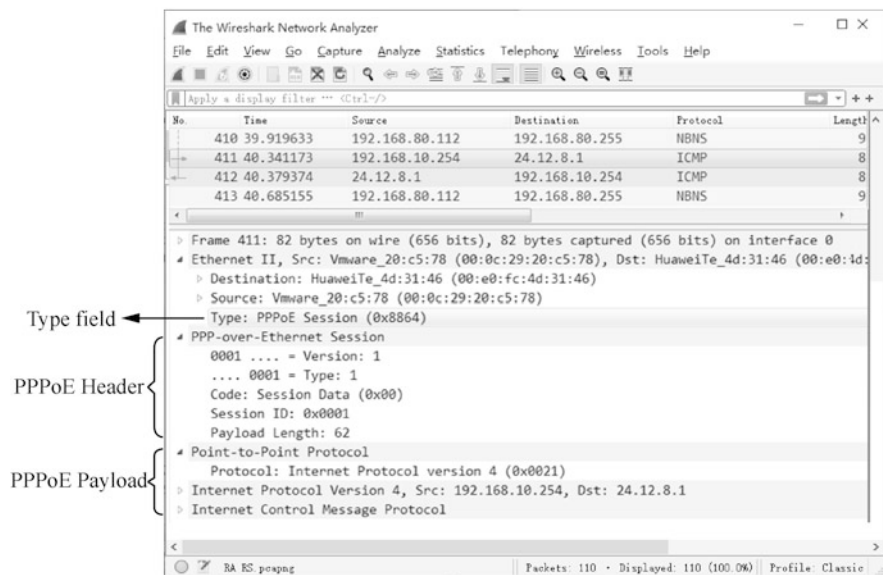 The Wireshark Network Analyzer
File Edit View Go Capture Analyze Statistics Telephony Wireless Tools Help
Apply a display filter ... <Ctrl-/>
No. Time Source Destination Protocol Length
410 39.919633 192.168.80.112 192.168.80.255 NBNS 9
411 40.341173 192.168.10.254 24.12.8.1 ICMP 8
412 40.379374 24.12.8.1 192.168.10.254 ICMP 8
413 40.685155 192.168.80.112 192.168.80.255 NBNS 9
Frame 411: 82 bytes on wire (656 bits), 82 bytes captured (656 bits) on interface 0
Ethernet II, Src: Vmware_20:c5:78 (00:0c:29:20:c5:78), Dst: HuaweiTe_4d:31:46 (00:e0:fc:4d:
Destination: HuaweiTe_4d:31:46 (00:e0:fc:4d:31:46)
Source: Vmware_20:c5:78 (00:0c:29:20:c5:78)
Type field
Type: PPPoE Session (0x8864)
PPP-over-Ethernet Session
0001 .... = Version: 1
.... 0001 = Type: 1
PPPoE Header
Code: Session Data (0x00)
Session ID: 0x0001
Payload Length: 62
Point-to-Point Protocol
PPPoE Payload
Protocol: Internet Protocol version 4 (0x0021)
Internet Protocol Version 4, Src: 192.168.10.254, Dst: 24.12.8.1
Internet Control Message Protocol
RA RS.pcapng Packets: 110 · Displayed: 110 (100.0%) Profile: Classic